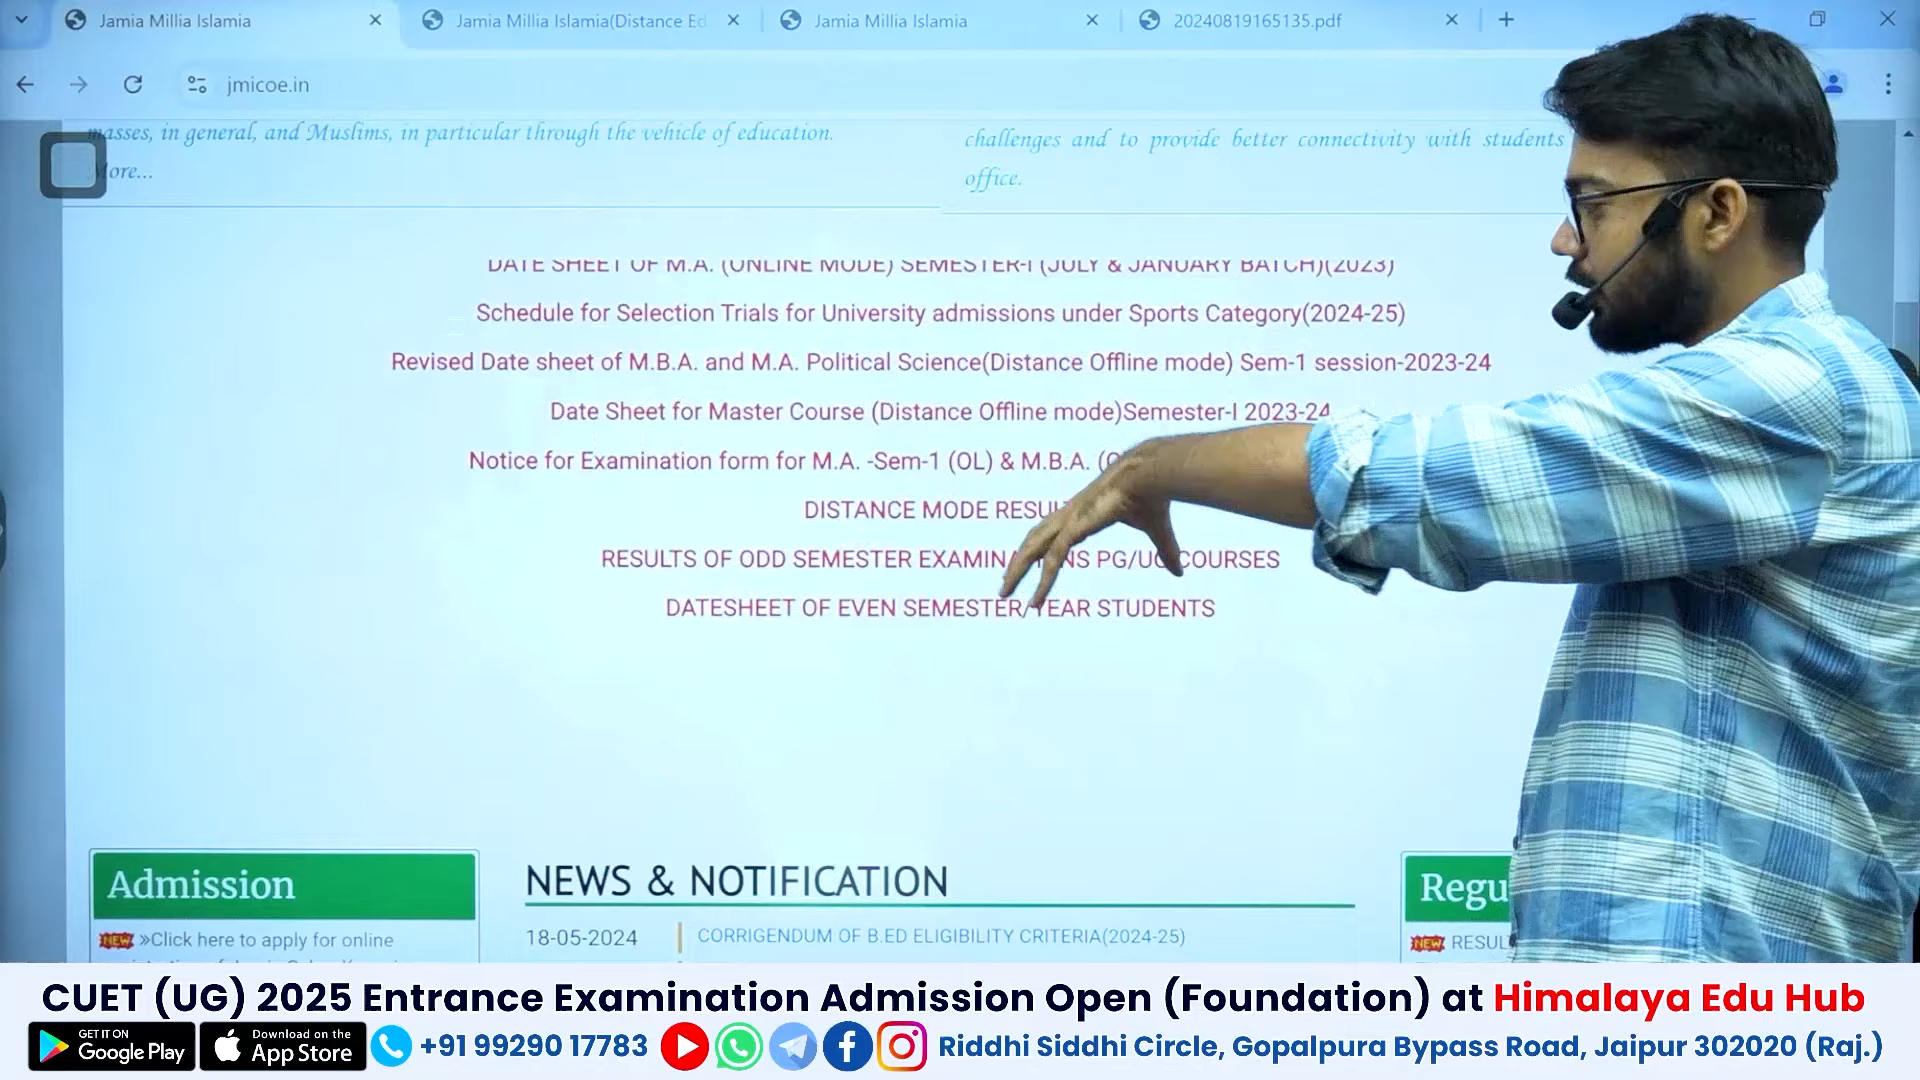 Jamia Millia Islamia
Jamia Millia Islamia(Distance Ed
Jamia Millia Islamia
20240819165135.pdf
jmicoe.in
masses, in general, and Muslims, in particular through the vehicle of education.
More...
challenges and to provide better connectivity with students
office.
DATE SHEET OF M.A. (ONLINE MODE) SEMESTER-I (JULY & JANUARY BATCH)(2023)
Schedule for Selection Trials for University admissions under Sports Category(2024-25)
Revised Date sheet of M.B.A. and M.A. Political Science(Distance Offline mode) Sem-1 session-2023-24
Date Sheet for Master Course (Distance Offline mode)Semester-I 2023-24
Notice for Examination form for M.A. -Sem-1 (OL) & M.B.A.
DISTANCE MODE
RESULTS OF ODD SEMESTER PG/UG COURSES
DATESHEET OF EVEN SEMESTER/YEAR STUDENTS
Admission
NEW »Click here to apply for online
NEWS & NOTIFICATION
18-05-2024 CORRIGENDUM OF B.ED ELIGIBILITY CRITERIA(2024-25)
Regu
NEW RESUL
CUET (UG) 2025 Entrance Examination Admission Open (Foundation) at Himalaya Edu Hub
GET IT ON
Google Play
Download on the
App Store
+91 99290 17783
Riddhi Siddhi Circle, Gopalpura Bypass Road, Jaipur 302020 (Raj.)